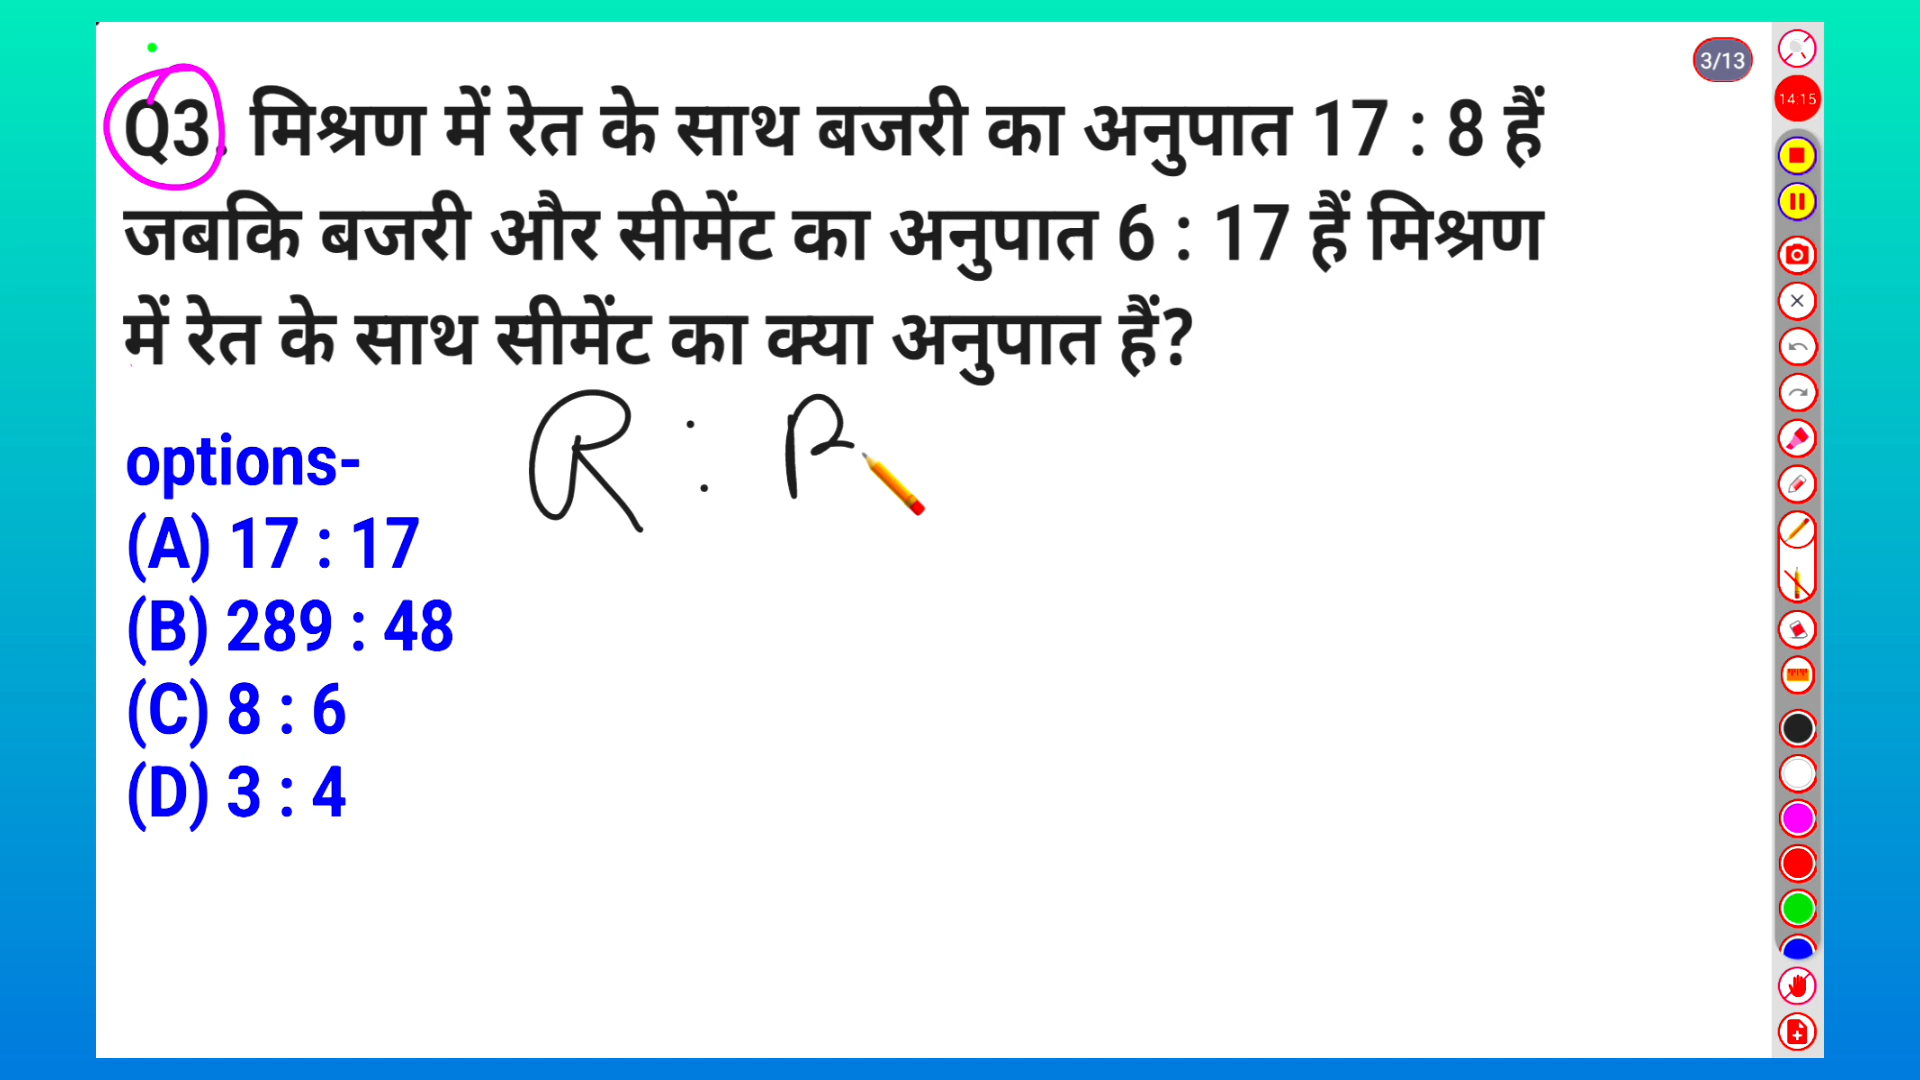 3/13
14:15
Q3. मिश्रण में रेत के साथ बजरी का अनुपात 17 : 8 हैं
जबकि बजरी और सीमेंट का अनुपात 6 : 17 हैं मिश्रण
में रेत के साथ सीमेंट का क्या अनुपात हैं?
R :
options-
(A) 17 : 17
(B) 289 : 48
(C) 8 : 6
(D) 3 : 4